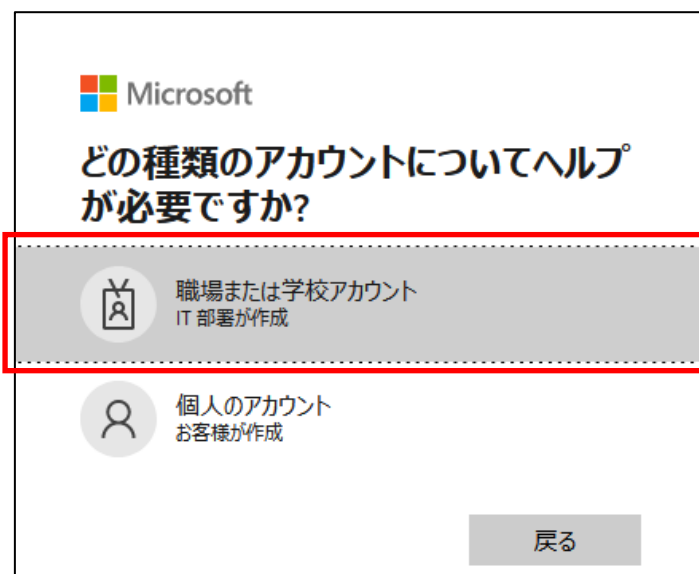 Microsoft
どの種類のアカウントについてヘルプ
が必要ですか?
職場または学校アカウント
IT 部署が作成
個人のアカウント
お客様が作成
戻る